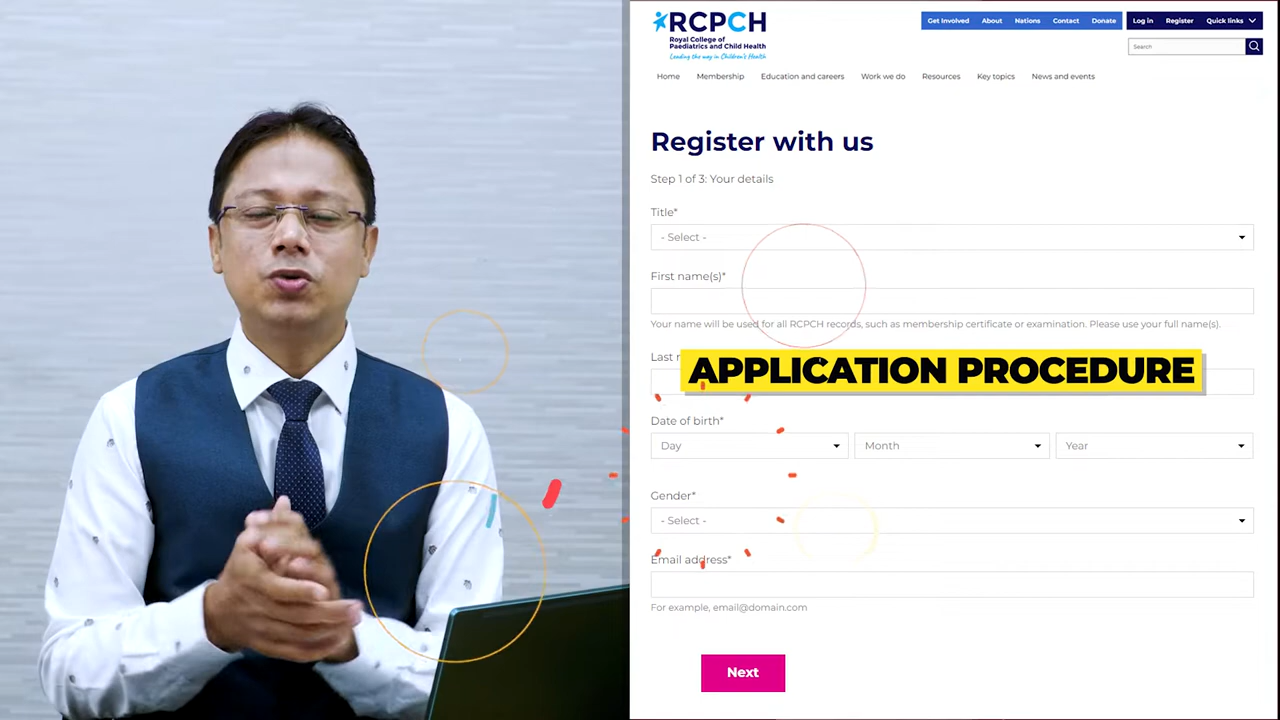 RCPCH
Royal College of
Paediatrics and Child Health
Leading the way in Children's Health
Get Involved About Nations Contact Donate
Log in Register Quick links
Search
Home Membership Education and careers Work we do Resources Key topics News and events
Register with us
Step 1 of 3: Your details
Title*
- Select -
First name(s)*
Your name will be used for all RCPCH records, such as membership certificate or examination. Please use your full name(s).
Last
APPLICATION PROCEDURE
Date of birth*
Day Month Year
Gender*
- Select -
Email address*
For example, email@domain.com
Next